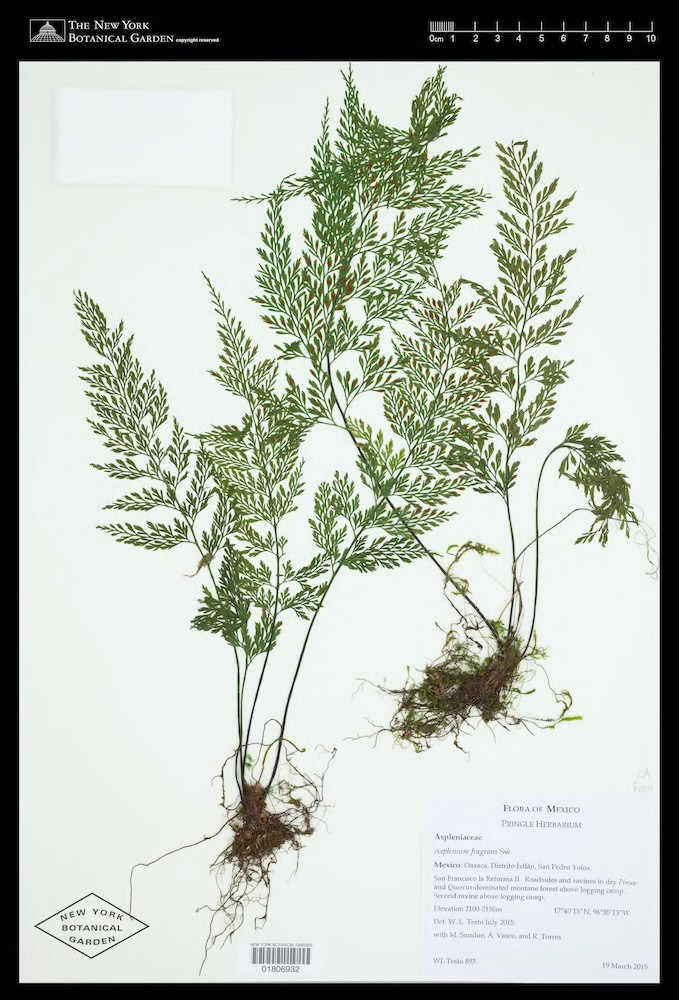 THE NEW YORK
BOTANICAL GARDEN copyright reserved
0cm 1 2 3 4 5 6 7 8 9 10
FLORA OF MEXICO
PRINGLE HERBARIUM
Aspleniaceae
Asplenium fragrans Sw.
Mexico. Oaxaca, Distrito Ixtlán, San Pedro Yolox.
San Francisco la Reforma II. Roadsides and ravines in dry Pinus-
and Quercus-dominated montane forest above logging camp.
Second ravine above logging camp.
Elevation 2100-2150m 17°40'15"N, 96°35'13"W
Det. W. L. Testo July 2015
with M. Sundue, A. Vasco, and R. Torres
WL Testo 893 19 March 2015
NEW YORK
BOTANICAL
GARDEN
NEW YORK BOTANICAL GARDEN
01806932